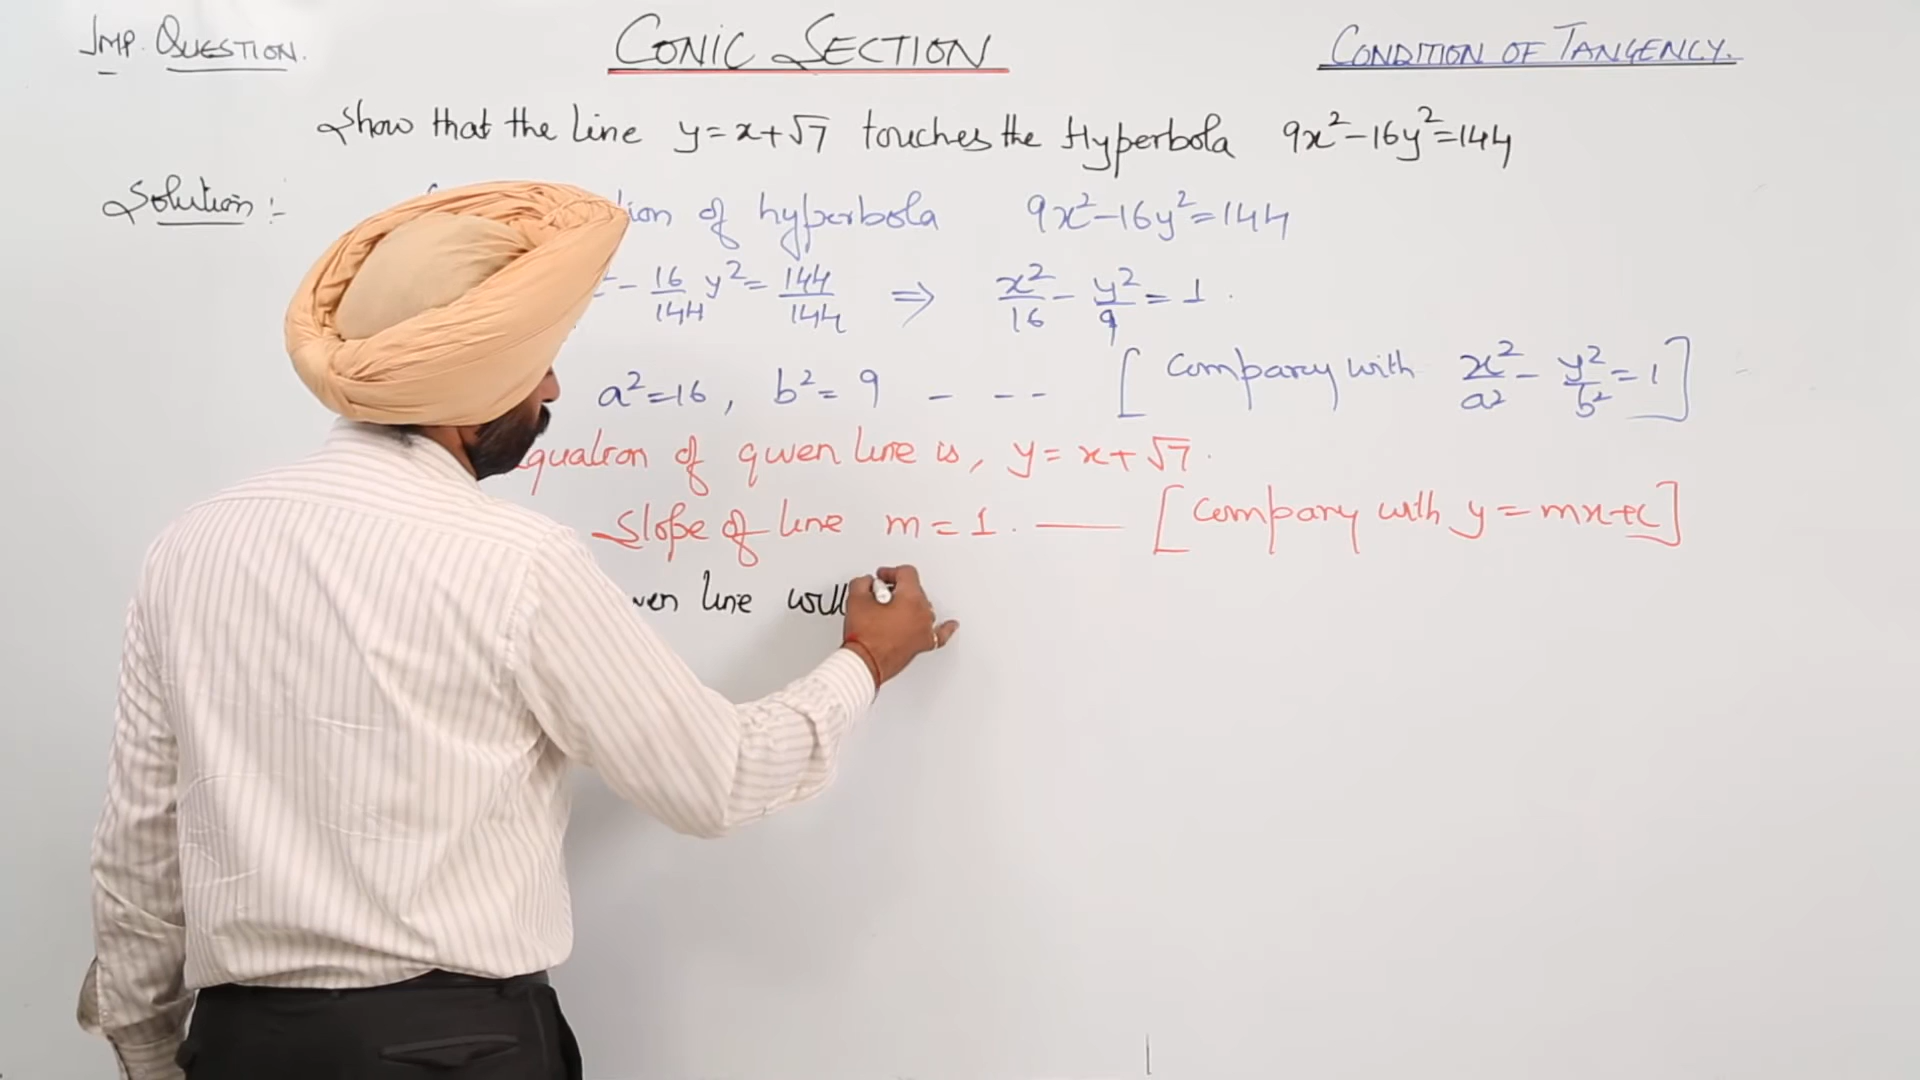 Imp. QUESTION.
CONIC SECTION
CONDITION OF TANGENCY.
Show that the line y=x+√7 touches the Hyperbola 9x²-16y²=144
Solution:-
of hyperbola 9x²-16y²=144
- 16/144 y² = 144/144 ⇒ x²/16 - y²/9 = 1.
a²=16, b²=9 - - - [Comparing with x²/a² - y²/b² = 1]
Equation of given line is, y = x+√7.
Slope of line m = 1. — [Comparing with y = mx+c]
line will